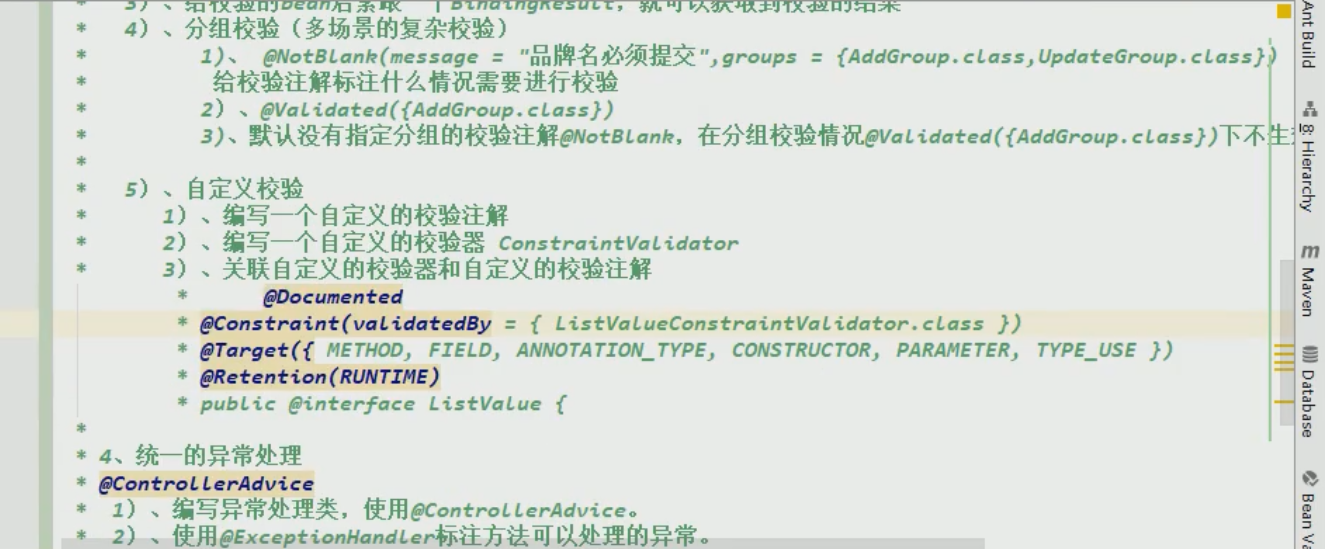 * 3）、给校验的bean后紧跟一个BindingResult，就可以获取到校验的结果
* 4）、分组校验（多场景的复杂校验）
* 1)、 @NotBlank(message = "品牌名必须提交",groups = {AddGroup.class,UpdateGroup.class})
* 给校验注解标注什么情况需要进行校验
* 2）、@Validated({AddGroup.class})
* 3)、默认没有指定分组的校验注解@NotBlank，在分组校验情况@Validated({AddGroup.class})下不生
*
* 5）、自定义校验
* 1）、编写一个自定义的校验注解
* 2）、编写一个自定义的校验器 ConstraintValidator
* 3）、关联自定义的校验器和自定义的校验注解
* @Documented
* @Constraint(validatedBy = { ListValueConstraintValidator.class })
* @Target({ METHOD, FIELD, ANNOTATION_TYPE, CONSTRUCTOR, PARAMETER, TYPE_USE })
* @Retention(RUNTIME)
* public @interface ListValue {
*
* 4、统一的异常处理
* @ControllerAdvice
* 1）、编写异常处理类，使用@ControllerAdvice。
* 2）、使用@ExceptionHandler标注方法可以处理的异常。
Ant Build
8: Hierarchy
m Maven
Database
Bean Va